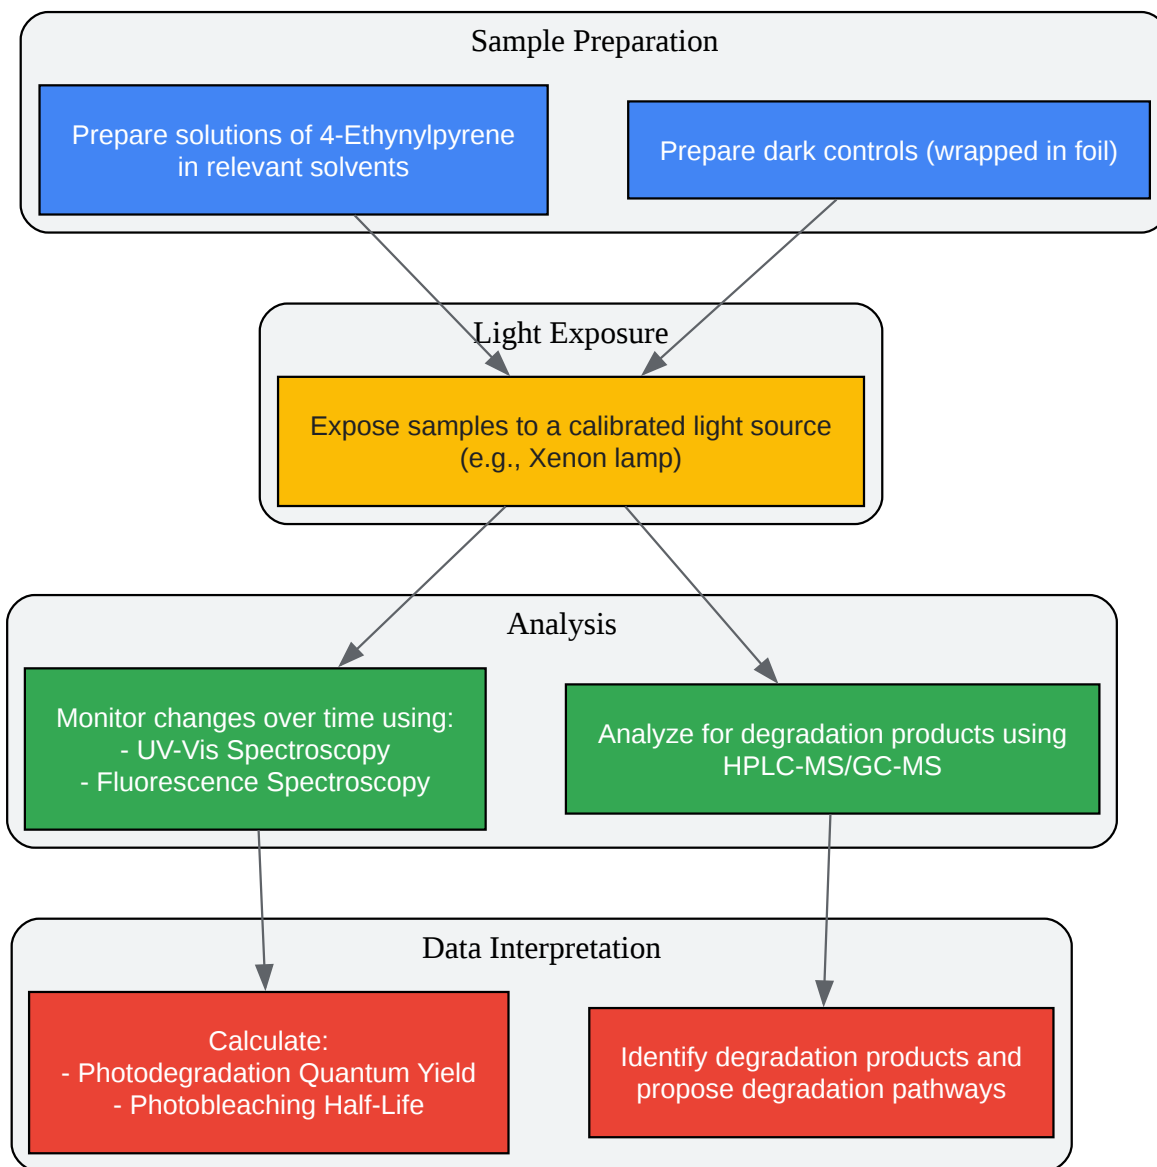 Sample Preparation
Prepare solutions of 4-Ethynylpyrene
in relevant solvents
Prepare dark controls (wrapped in foil)
Light Exposure
Expose samples to a calibrated light source
(e.g., Xenon lamp)
Analysis
Monitor changes over time using:
- UV-Vis Spectroscopy
- Fluorescence Spectroscopy
Analyze for degradation products using
HPLC-MS/GC-MS
Data Interpretation
Calculate:
- Photodegradation Quantum Yield
- Photobleaching Half-Life
Identify degradation products and
propose degradation pathways